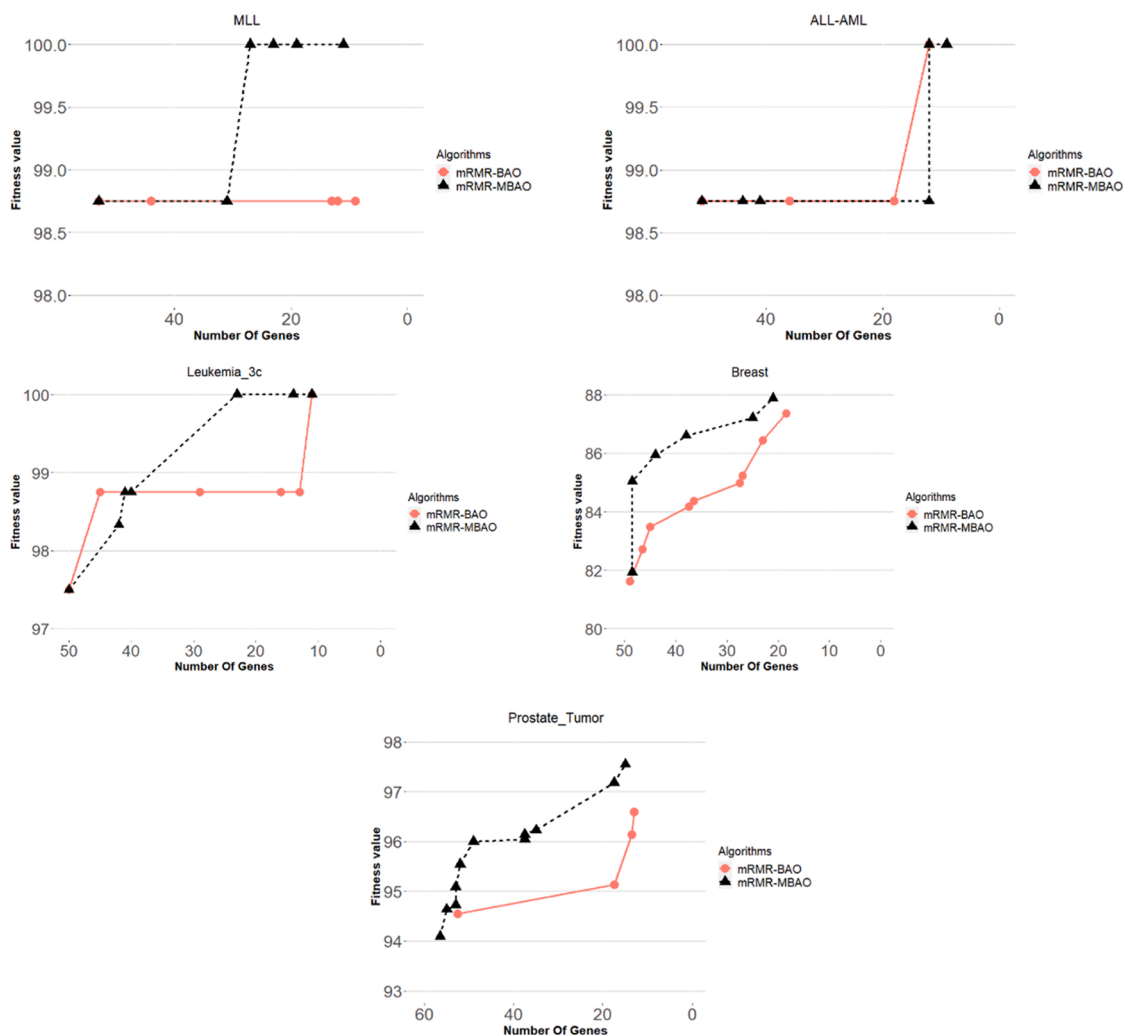 MLL
100.0
99.5
99.0
98.5
98.0
Fitness value
40
20
0
Number Of Genes
Algorithms
mRMR-BAO
mRMR-MBAO
ALL-AML
100.0
99.5
99.0
98.5
98.0
Fitness value
40
20
0
Number Of Genes
Algorithms
mRMR-BAO
mRMR-MBAO
Leukemia_3c
100
99
98
97
Fitness value
50
40
30
20
10
0
Number Of Genes
Algorithms
mRMR-BAO
mRMR-MBAO
Breast
88
86
84
82
80
Fitness value
50
40
30
20
10
0
Number Of Genes
Algorithms
mRMR-BAO
mRMR-MBAO
Prostate_Tumor
98
97
96
95
94
93
Fitness value
60
40
20
0
Number Of Genes
Algorithms
mRMR-BAO
mRMR-MBAO